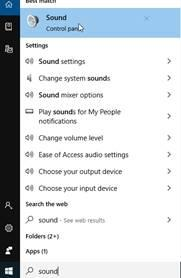 Best match
Sound
Control panel
Settings
Sound settings
Change system sounds
Sound mixer options
Play sounds for My People
notifications
Change volume level
Ease of Access audio settings
Choose your output device
Choose your input device
Search the web
sound - See web results
Folders (2+)
Apps (1)
sound